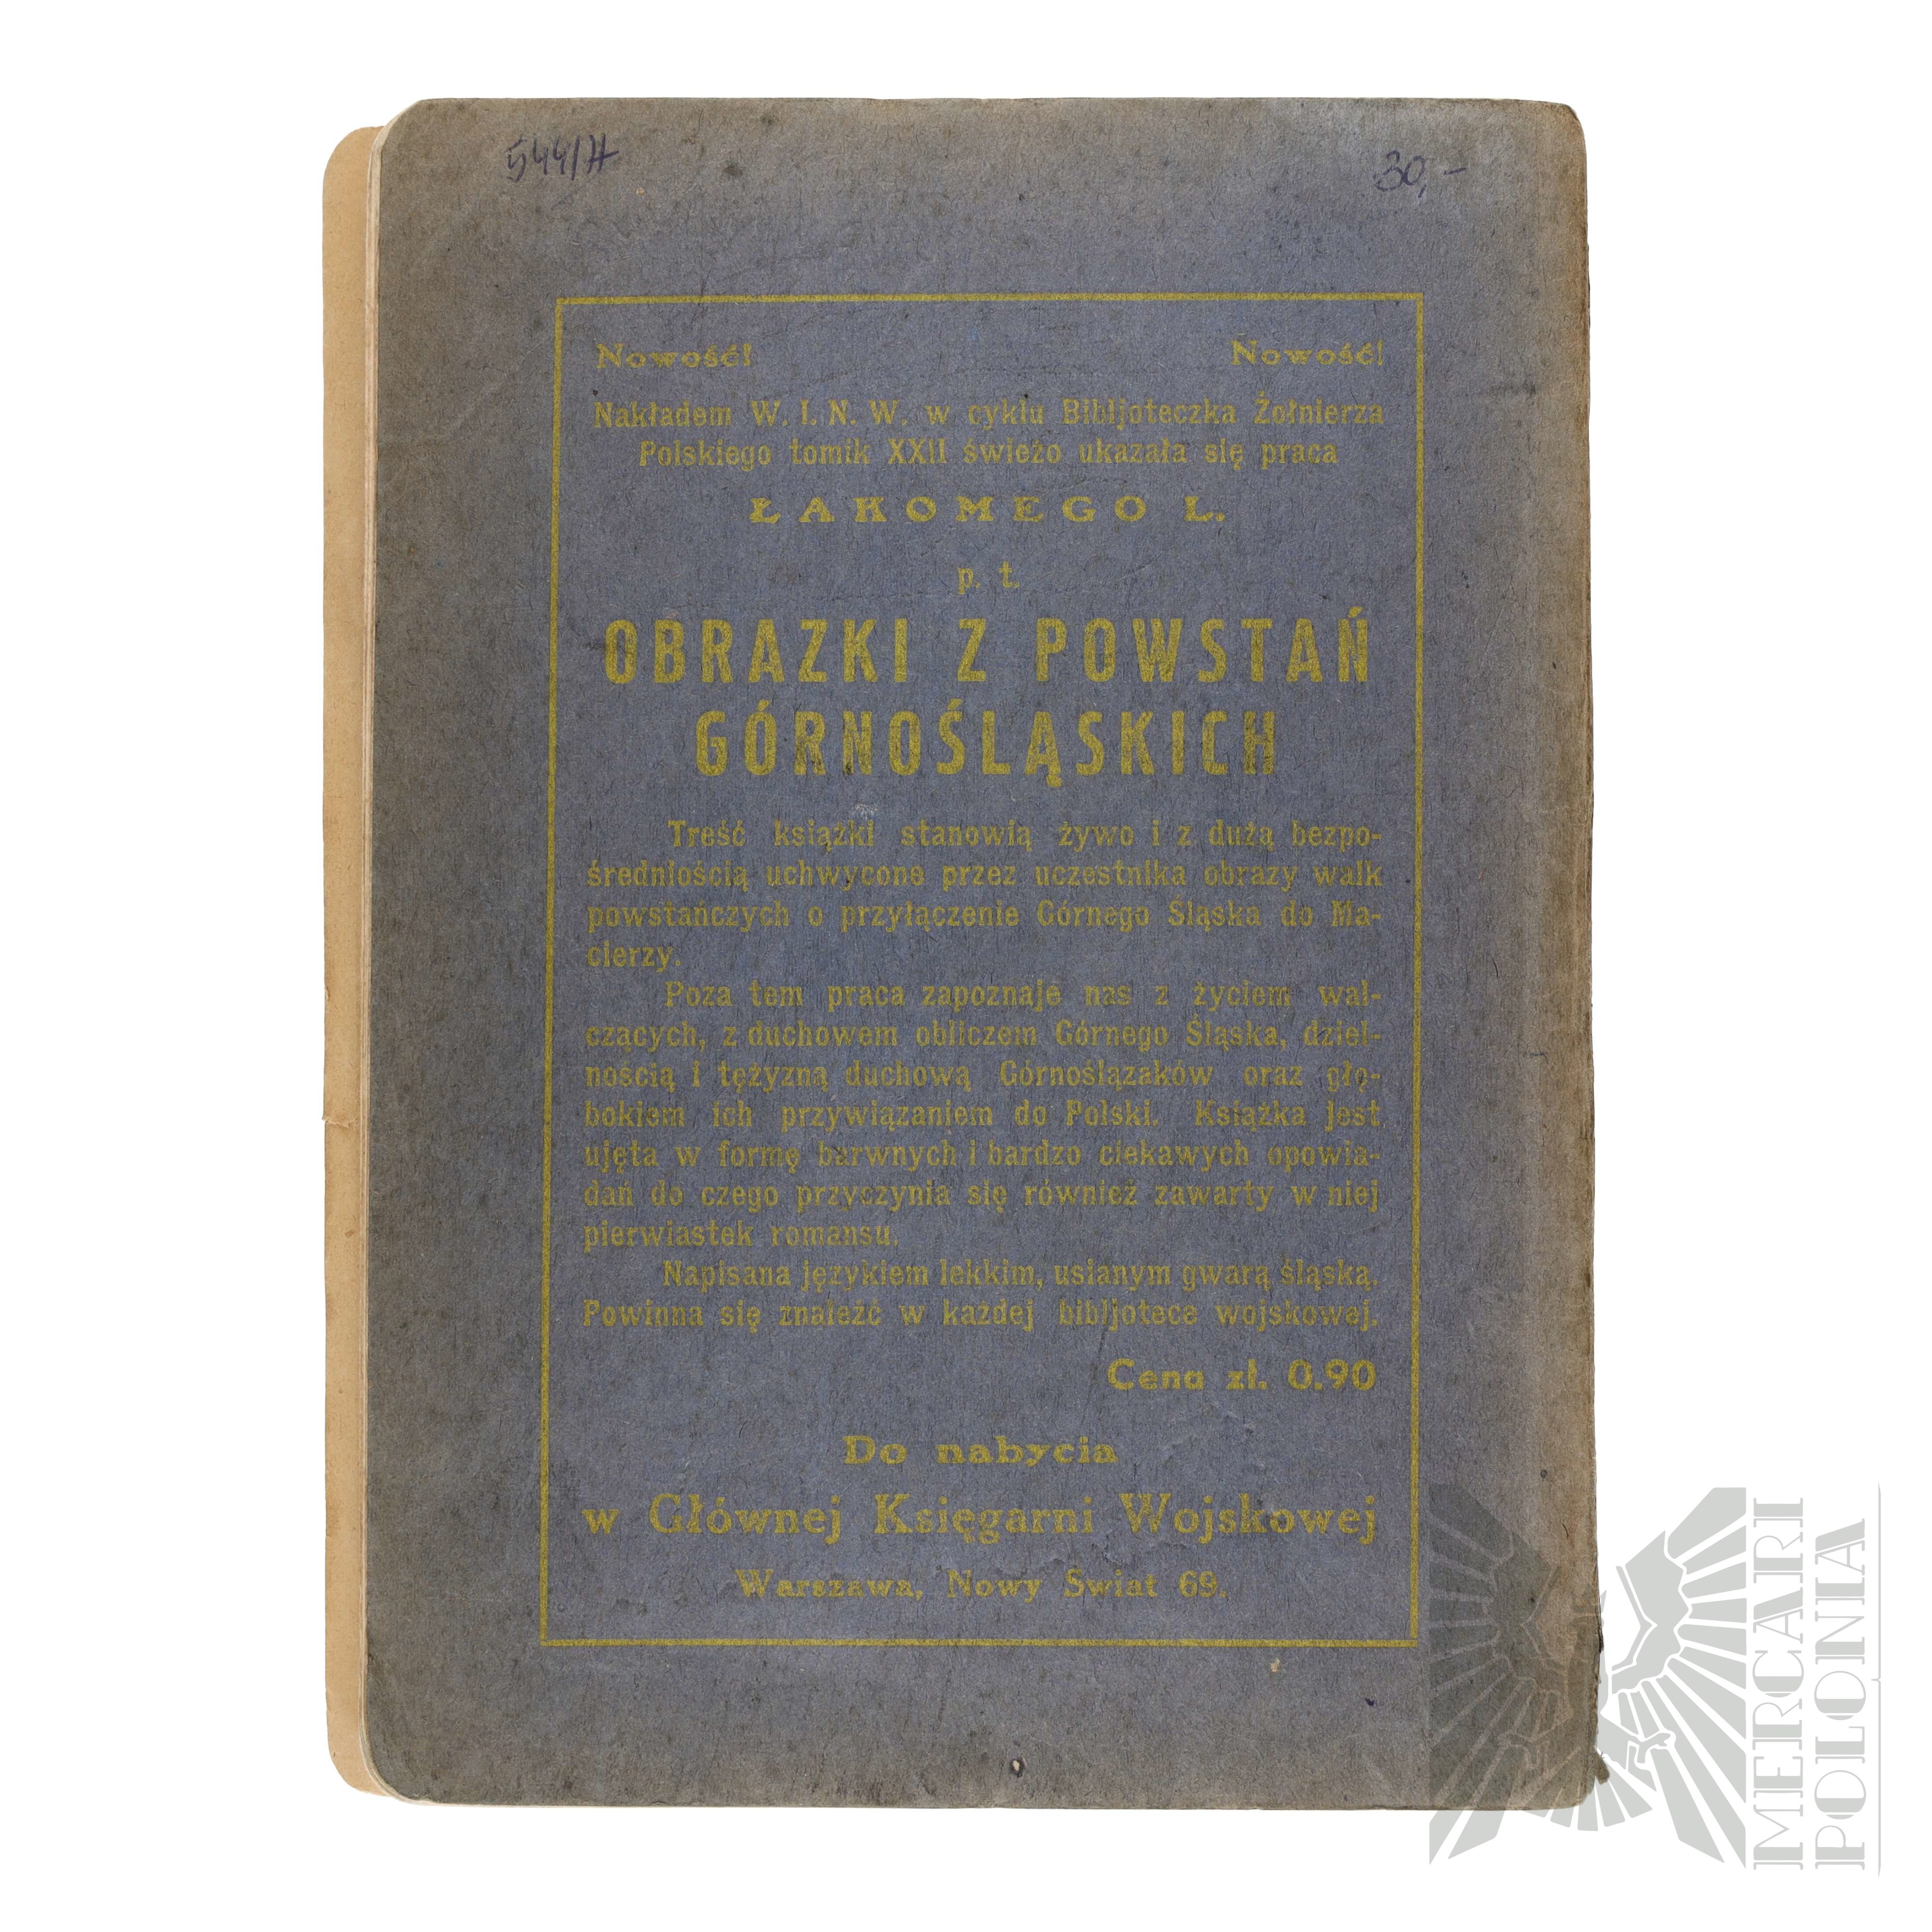 544/H 30,-
Nowość! Nowość!
Nakładem W. I. N. W. w cyklu Bibljoteczka Żołnierza
Polskiego tomik XXII świeżo ukazała się praca
ŁAKOMEGO L.
p. t.
OBRAZKI Z POWSTAŃ
GÓRNOŚLĄSKICH
Treść książki stanowią żywo i z dużą bezpo-
średniością uchwycone przez uczestnika obrazy walk
powstańczych o przyłączenie Górnego Śląska do Ma-
cierzy.
Poza tem praca zapoznaje nas z życiem wal-
czących, z duchowem obliczem Górnego Śląska, dziel-
nością i tężyzną duchową Górnoślązaków oraz głę-
bokiem ich przywiązaniem do Polski. Książka jest
ujęta w formę barwnych i bardzo ciekawych opowia-
dań do czego przyczynia się również zawarty w niej
pierwiastek romansu.
Napisana językiem lekkim, usianym gwarą śląską.
Powinna się znaleźć w każdej bibljotece wojskowej.
Cena zł. 0.90
Do nabycia
w Głównej Księgarni Wojskowej
Warszawa, Nowy Świat 69.
MERCARI
POLONIA